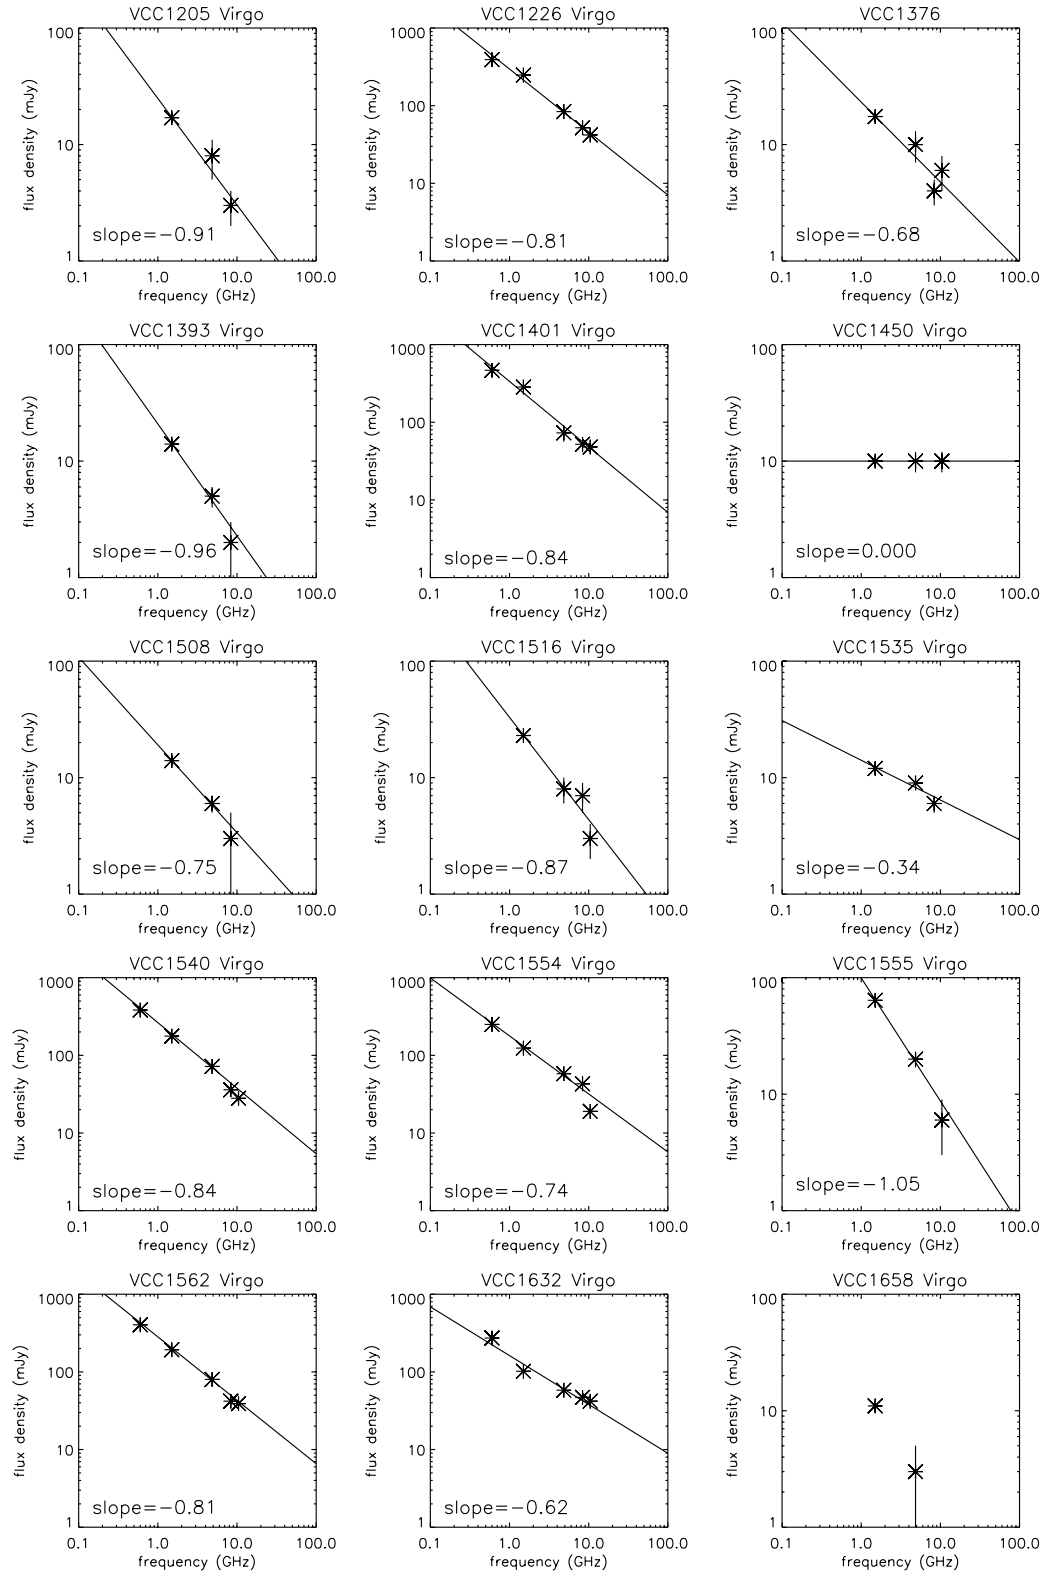 VCC1205 Virgo
100
10
1
flux density (mJy)
slope=−0.91
0.1 1.0 10.0 100.0
frequency (GHz)
VCC1226 Virgo
1000
100
10
1
flux density (mJy)
slope=−0.81
0.1 1.0 10.0 100.0
frequency (GHz)
VCC1376
100
10
1
flux density (mJy)
slope=−0.68
0.1 1.0 10.0 100.0
frequency (GHz)
VCC1393 Virgo
100
10
1
flux density (mJy)
slope=−0.96
0.1 1.0 10.0 100.0
frequency (GHz)
VCC1401 Virgo
1000
100
10
1
flux density (mJy)
slope=−0.84
0.1 1.0 10.0 100.0
frequency (GHz)
VCC1450 Virgo
100
10
1
flux density (mJy)
slope=0.000
0.1 1.0 10.0 100.0
frequency (GHz)
VCC1508 Virgo
100
10
1
flux density (mJy)
slope=−0.75
0.1 1.0 10.0 100.0
frequency (GHz)
VCC1516 Virgo
100
10
1
flux density (mJy)
slope=−0.87
0.1 1.0 10.0 100.0
frequency (GHz)
VCC1535 Virgo
100
10
1
flux density (mJy)
slope=−0.34
0.1 1.0 10.0 100.0
frequency (GHz)
VCC1540 Virgo
1000
100
10
1
flux density (mJy)
slope=−0.84
0.1 1.0 10.0 100.0
frequency (GHz)
VCC1554 Virgo
1000
100
10
1
flux density (mJy)
slope=−0.74
0.1 1.0 10.0 100.0
frequency (GHz)
VCC1555 Virgo
100
10
1
flux density (mJy)
slope=−1.05
0.1 1.0 10.0 100.0
frequency (GHz)
VCC1562 Virgo
1000
100
10
1
flux density (mJy)
slope=−0.81
0.1 1.0 10.0 100.0
frequency (GHz)
VCC1632 Virgo
1000
100
10
1
flux density (mJy)
slope=−0.62
0.1 1.0 10.0 100.0
frequency (GHz)
VCC1658 Virgo
100
10
1
flux density (mJy)
0.1 1.0 10.0 100.0
frequency (GHz)